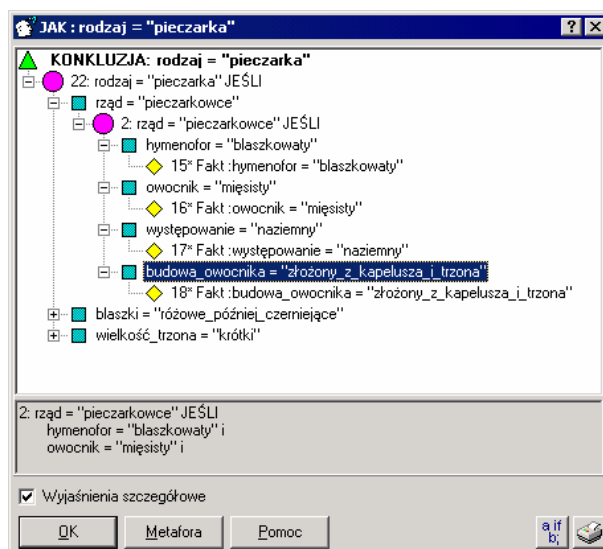 JAK : rodzaj = "pieczarka"
KONKLUZJA: rodzaj = "pieczarka"
22: rodzaj = "pieczarka" JEŚLI
rząd = "pieczarkowce"
2: rząd = "pieczarkowce" JEŚLI
hymenofor = "blaszkowaty"
15* Fakt :hymenofor = "blaszkowaty"
owocnik = "mięsisty"
16* Fakt :owocnik = "mięsisty"
występowanie = "naziemny"
17* Fakt :występowanie = "naziemny"
budowa_owocnika = "złożony_z_kapelusza_i_trzona"
18* Fakt :budowa_owocnika = "złożony_z_kapelusza_i_trzona"
blaszki = "różowe_później_czerniejące"
wielkość_trzona = "krótki"
2: rząd = "pieczarkowce" JEŚLI
hymenofor = "blaszkowaty" i
owocnik = "mięsisty" i
Wyjaśnienia szczegółowe
OK Metafora Pomoc
a if
b;